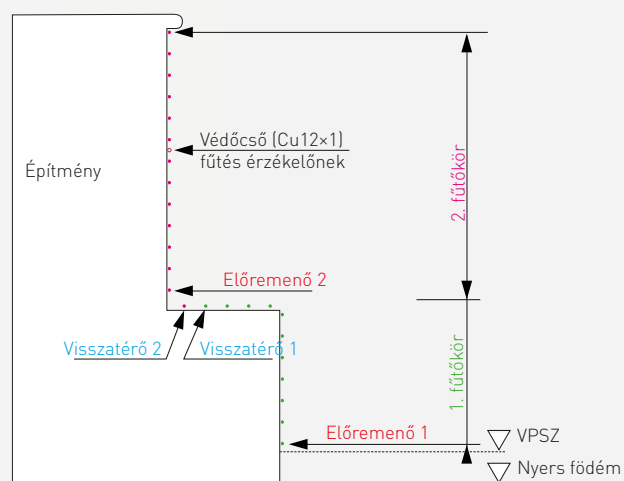 Védőcső (Cu12×1)
fűtés érzékelőnek
Építmény
2. fűtőkör
Előremenő 2
Visszatérő 2
Visszatérő 1
1. fűtőkör
Előremenő 1
VPSZ
Nyers födém